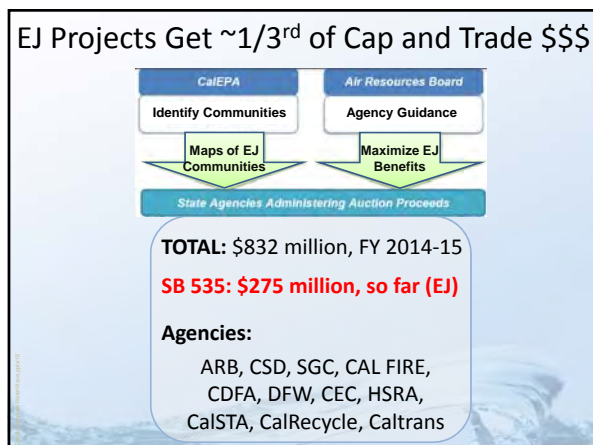 EJ Projects Get ~1/3rd of Cap and Trade $$$
CalEPA
Air Resources Board
Identify Communities
Agency Guidance
Maps of EJ
Communities
Maximize EJ
Benefits
State Agencies Administering Auction Proceeds
TOTAL: $832 million, FY 2014-15
SB 535: $275 million, so far (EJ)
Agencies:
ARB, CSD, SGC, CAL FIRE,
CDFA, DFW, CEC, HSRA,
CalSTA, CalRecycle, Caltrans